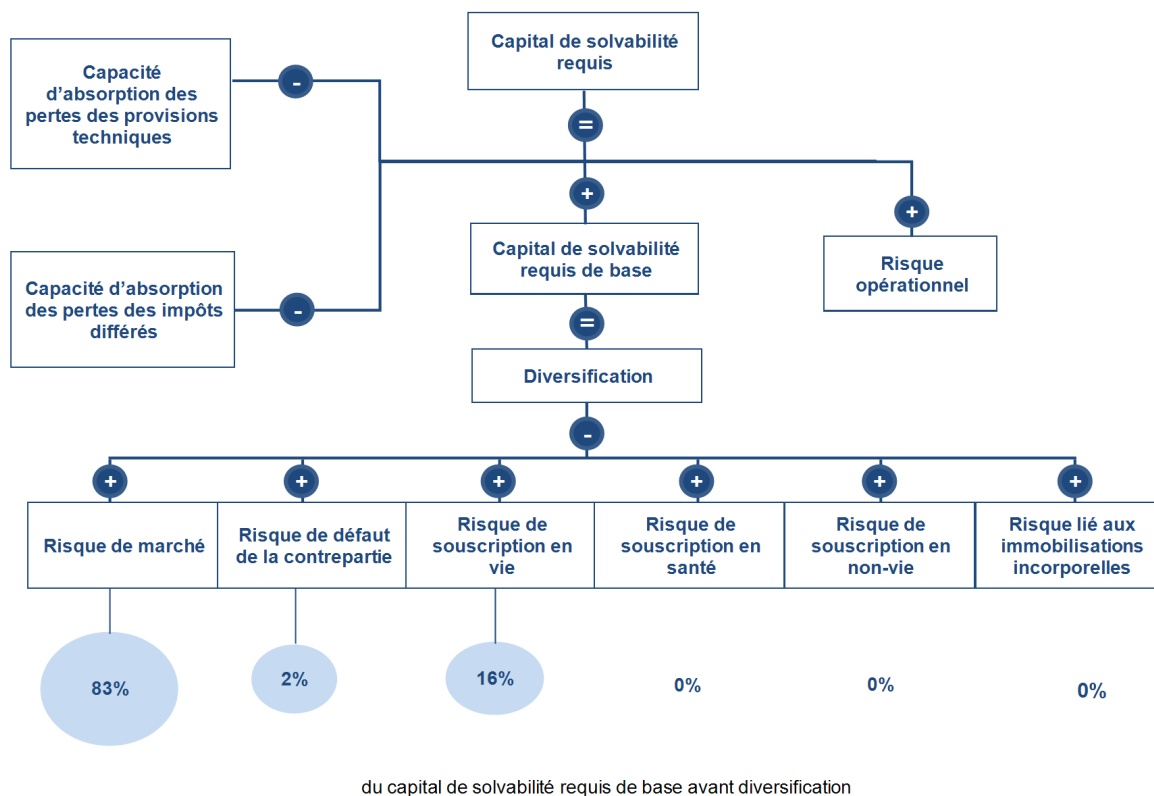 Capital de solvabilité
requis
Capacité
d’absorption des
pertes des provisions
techniques
-
=
+
+
Capital de solvabilité
requis de base
Risque
opérationnel
Capacité d’absorption
des pertes des impôts
différés
-
=
Diversification
-
+
+
+
+
+
+
Risque de marché
Risque de défaut
de la contrepartie
Risque de
souscription en
vie
Risque de
souscription en
santé
Risque de
souscription en
non-vie
Risque lié aux
immobilisations
incorporelles
83%
2%
16%
0%
0%
0%
du capital de solvabilité requis de base avant diversification